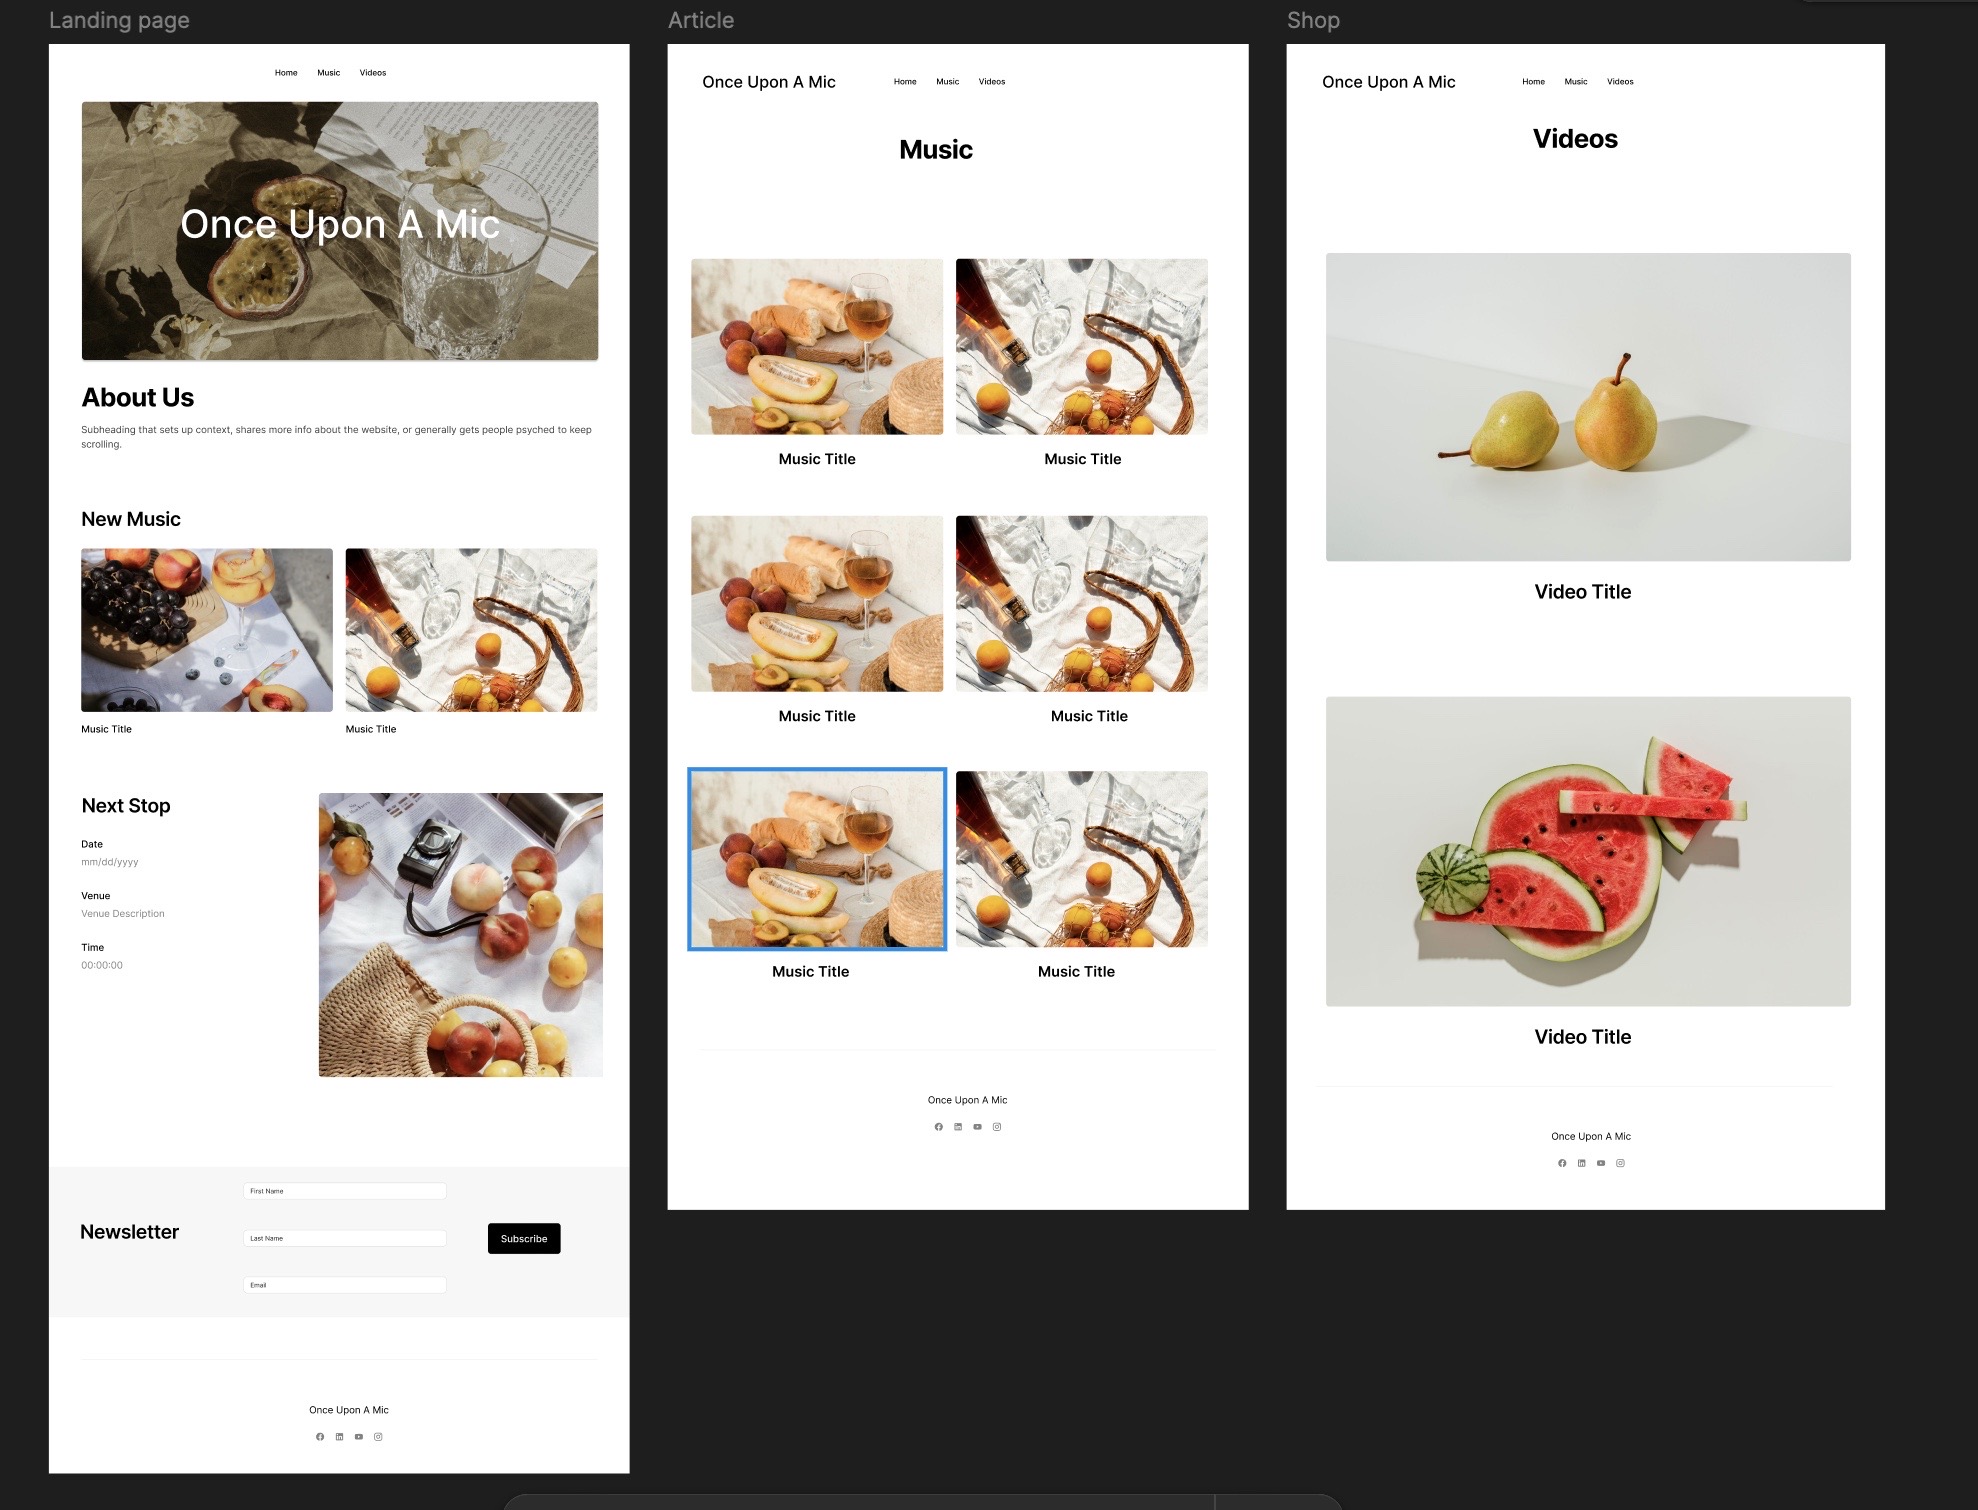 Landing page
Home Music Videos
Once Upon A Mic
About Us
Subheading that sets up context, shares more info about the website, or generally gets people psyched to keep
scrolling.
New Music
Music Title
Music Title
Next Stop
Date
mm/dd/yyyy
Venue
Venue Description
Time
00:00:00
Newsletter
First Name
Last Name
Email
Subscribe
Once Upon A Mic
Article
Once Upon A Mic
Home Music Videos
Music
Music Title
Music Title
Music Title
Music Title
Music Title
Music Title
Once Upon A Mic
Shop
Once Upon A Mic
Home Music Videos
Videos
Video Title
Video Title
Once Upon A Mic